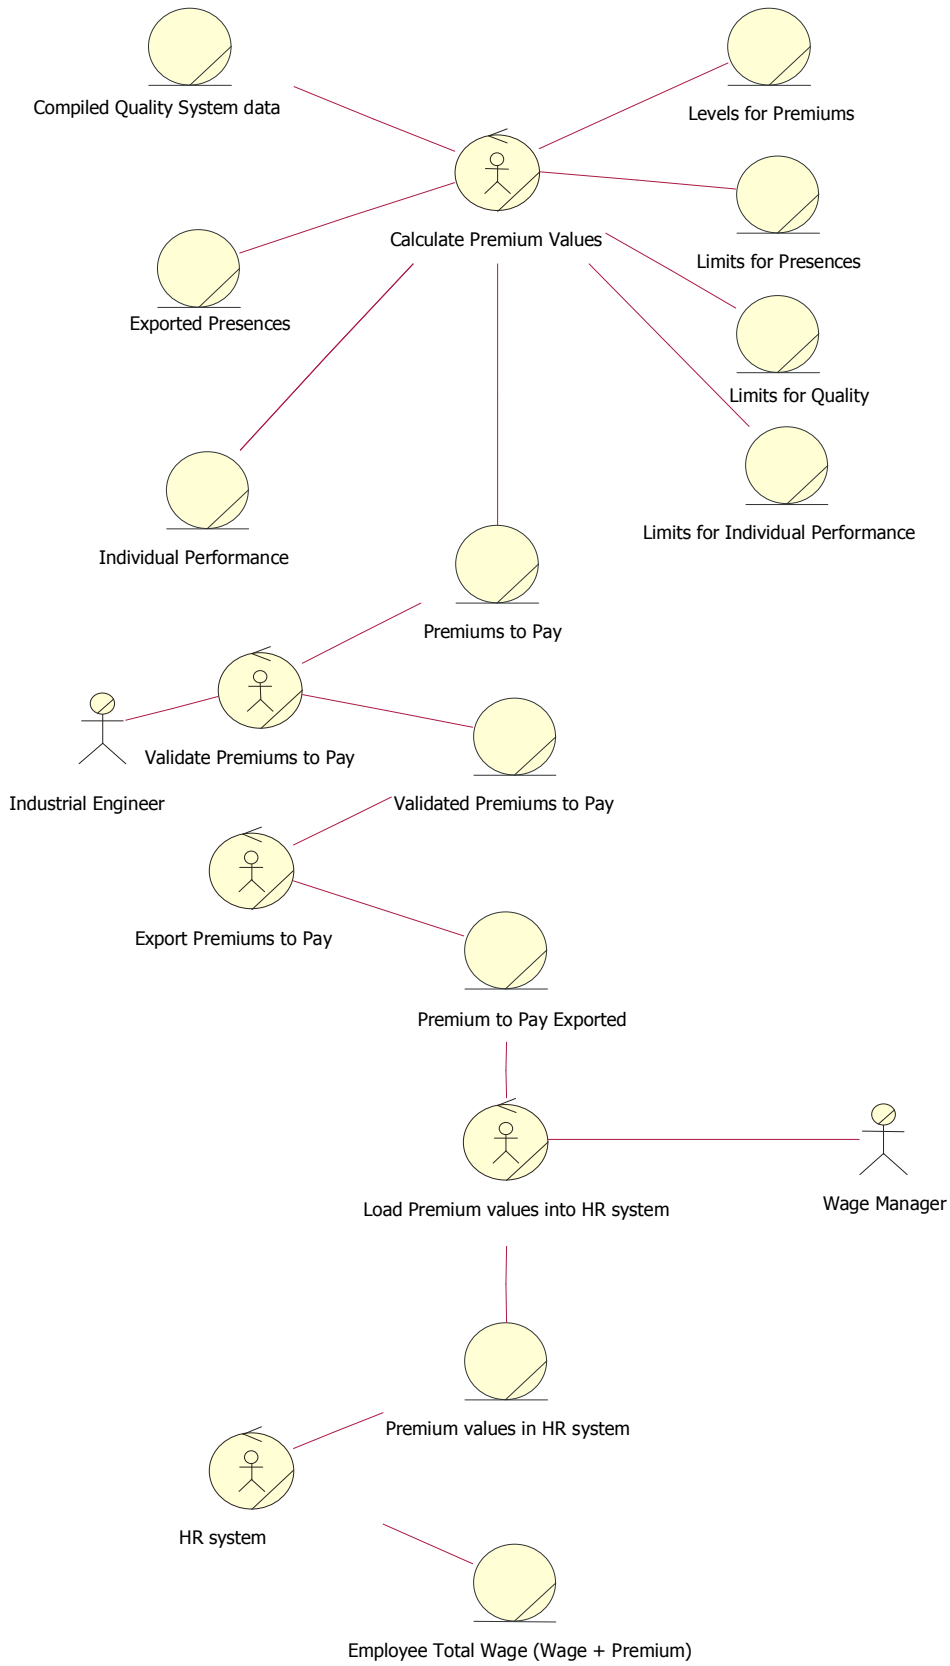 Compiled Quality System data
Levels for Premiums
Calculate Premium Values
Limits for Presences
Exported Presences
Limits for Quality
Limits for Individual Performance
Individual Performance
Premiums to Pay
Validate Premiums to Pay
Industrial Engineer
Validated Premiums to Pay
Export Premiums to Pay
Premium to Pay Exported
Load Premium values into HR system
Wage Manager
Premium values in HR system
HR system
Employee Total Wage (Wage + Premium)